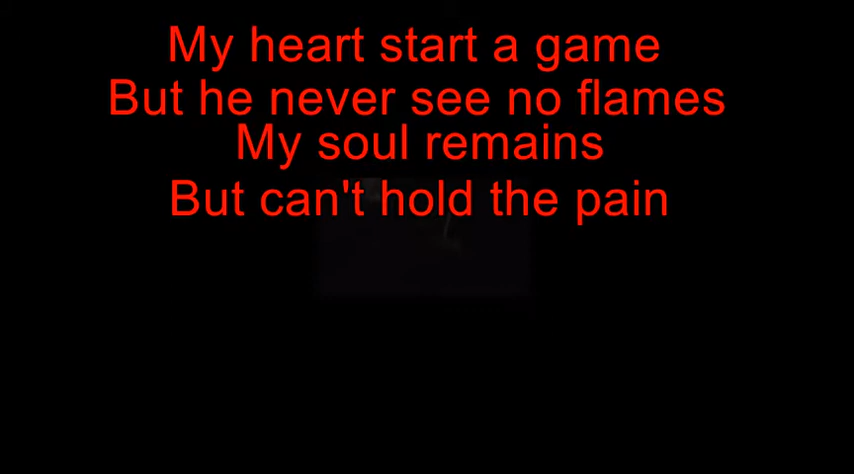 My heart start a game
But he never see no flames
My soul remains
But can't hold the pain